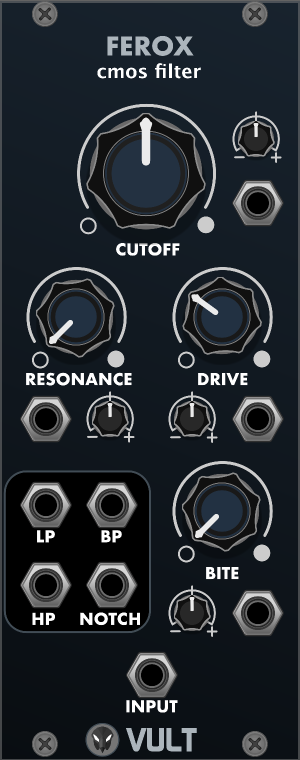 FEROX
cmos filter
- +
CUTOFF
RESONANCE
DRIVE
- +
- +
BITE
LP
BP
HP
NOTCH
- +
INPUT
VULT